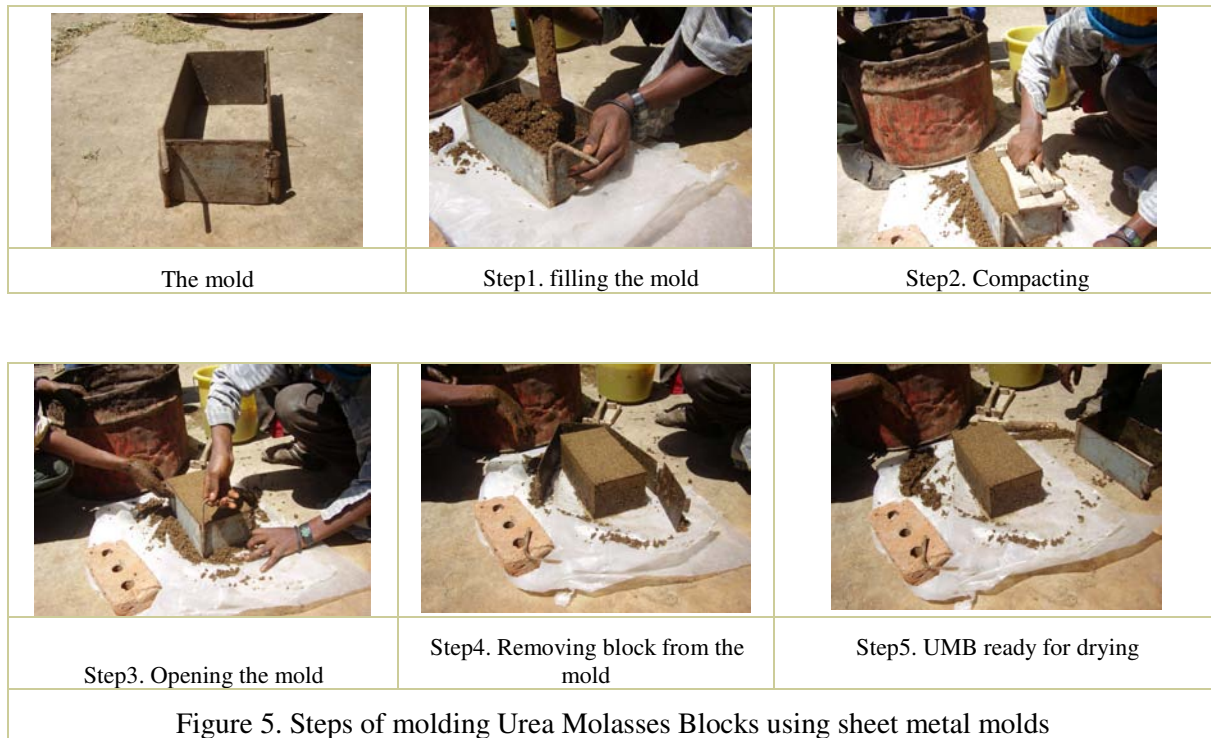 The mold
Step1. filling the mold
Step2. Compacting
Step3. Opening the mold
Step4. Removing block from the
mold
Step5. UMB ready for drying
Figure 5. Steps of molding Urea Molasses Blocks using sheet metal molds